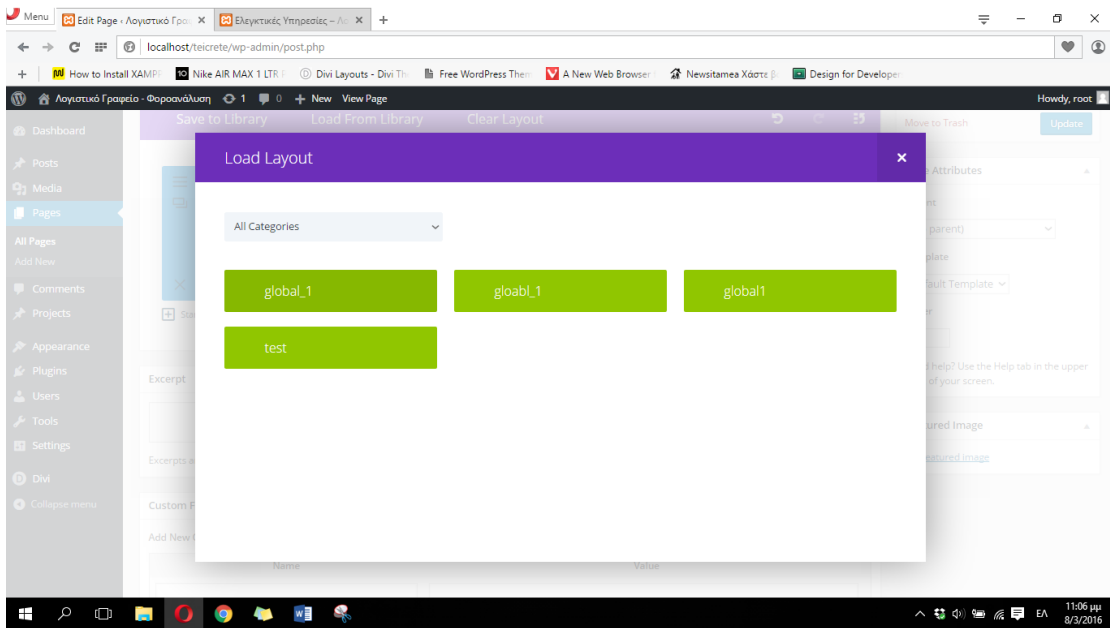 Menu
Edit Page ‹ Λογιστικό Γρα
Ελεγκτικές Υπηρεσίες – Λο
localhost/teicrete/wp-admin/post.php
How to Install XAMPP
Nike AIR MAX 1 LTR
Divi Layouts - Divi Th
Free WordPress Them
A New Web Browser
Newsitamea Χάστε β
Design for Developer
Λογιστικό Γραφείο - Φοροανάλυση
1
0
New
View Page
Howdy, root
Dashboard
Posts
Media
Pages
All Pages
Add New
Comments
Projects
Appearance
Plugins
Users
Tools
Settings
Divi
Collapse menu
Save to Library
Load From Library
Clear Layout
Move to Trash
Update
Load Layout
All Categories
global_1
gloabl_1
global1
test
Attributes
parent)
plate
ault Template
help? Use the Help tab in the upper
of your screen.
ured Image
eatured image
Excerpt
Excerpts a
Custom F
Add New
Name
Value
ΕΛ
11:06 μμ
8/3/2016